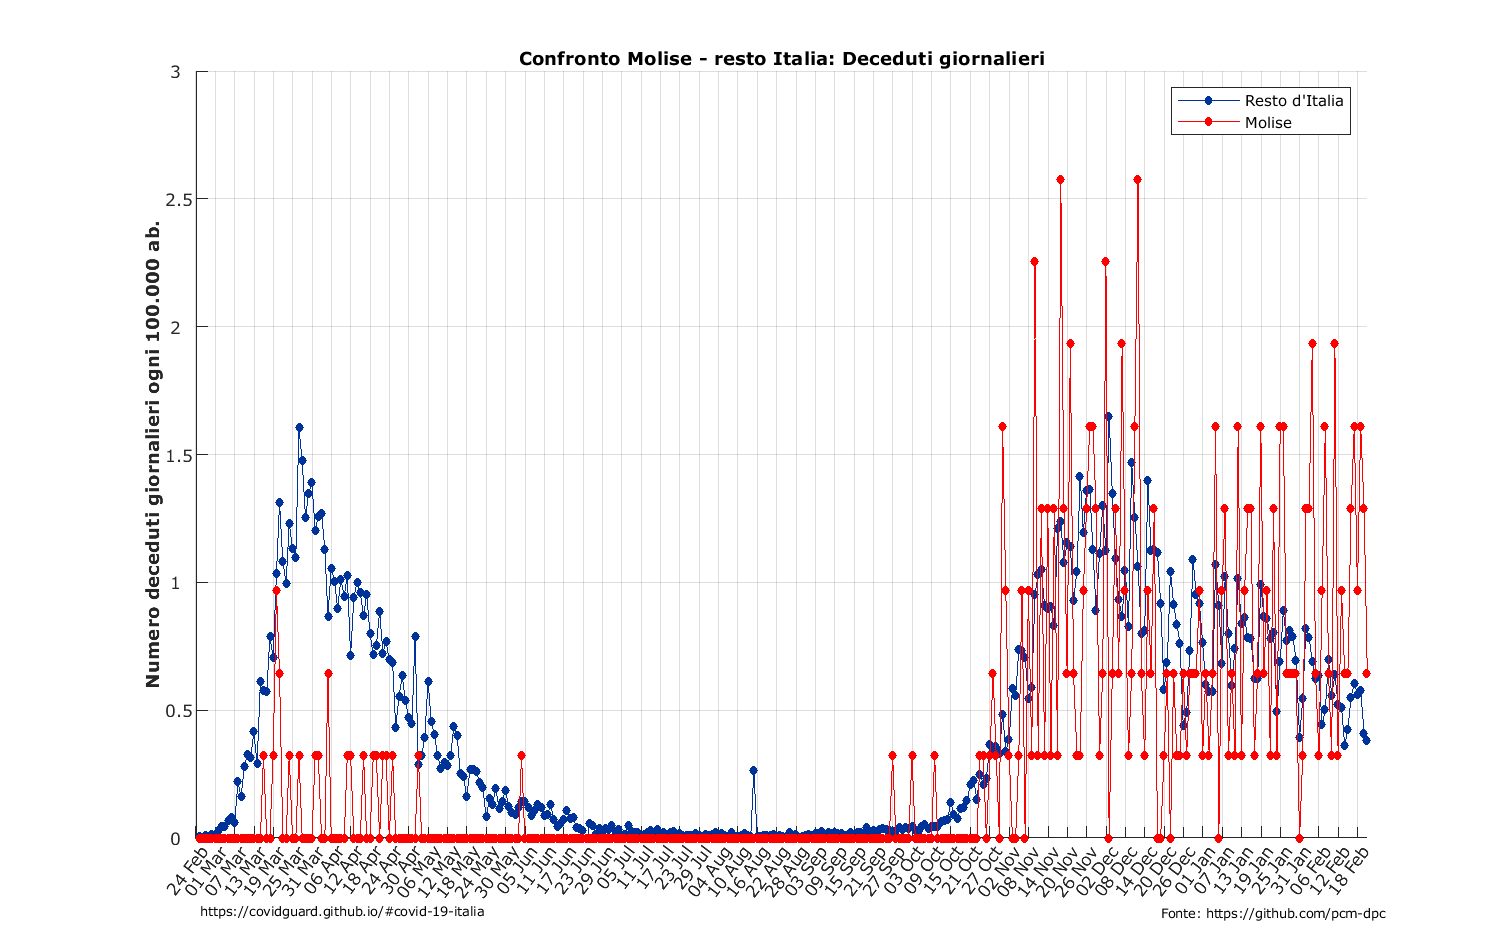 Confronto Molise - resto Italia: Deceduti giornalieri
Resto d'Italia
Molise
Numero deceduti giornalieri ogni 100.000 ab.
3
2.5
2
1.5
1
0.5
0
24 Feb
01 Mar
07 Mar
13 Mar
19 Mar
25 Mar
31 Mar
06 Apr
12 Apr
18 Apr
24 Apr
30 Apr
06 May
12 May
18 May
24 May
30 May
05 Jun
11 Jun
17 Jun
23 Jun
29 Jun
05 Jul
11 Jul
17 Jul
23 Jul
29 Jul
04 Aug
10 Aug
16 Aug
22 Aug
28 Aug
03 Sep
09 Sep
15 Sep
21 Sep
27 Sep
03 Oct
09 Oct
15 Oct
21 Oct
27 Oct
02 Nov
08 Nov
14 Nov
20 Nov
26 Nov
02 Dec
08 Dec
14 Dec
20 Dec
26 Dec
01 Jan
07 Jan
13 Jan
19 Jan
25 Jan
31 Jan
06 Feb
12 Feb
18 Feb
https://covidguard.github.io/#covid-19-italia
Fonte: https://github.com/pcm-dpc